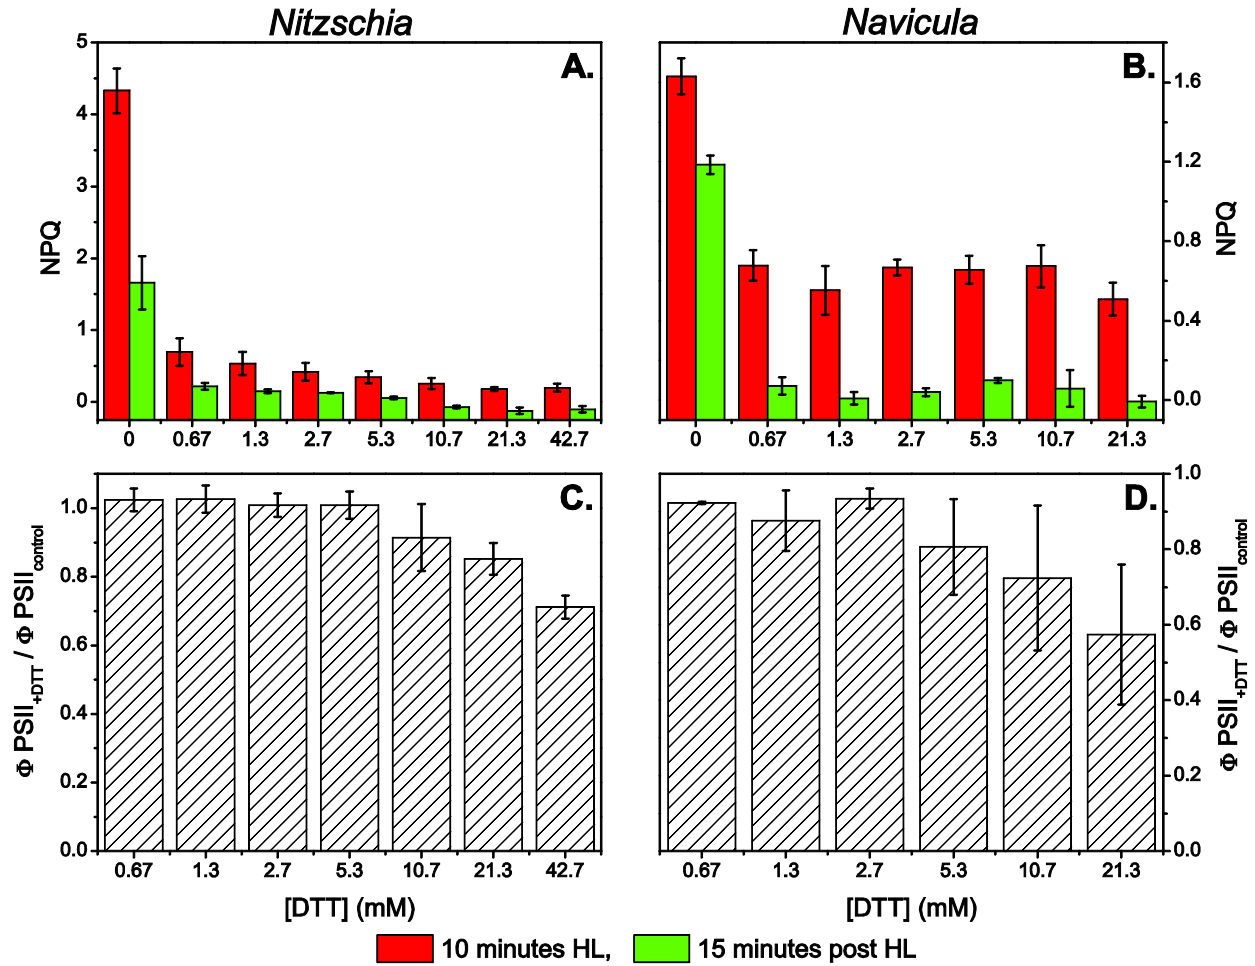 Nitzschia
Navicula
A.
NPQ
5
4
3
2
1
0
0 0.67 1.3 2.7 5.3 10.7 21.3 42.7
B.
NPQ
1.6
1.2
0.8
0.4
0.0
0 0.67 1.3 2.7 5.3 10.7 21.3
C.
Φ PSII+DTT / Φ PSIIcontrol
1.0
0.8
0.6
0.4
0.2
0.0
0.67 1.3 2.7 5.3 10.7 21.3 42.7
[DTT] (mM)
D.
Φ PSII+DTT / Φ PSIIcontrol
1.0
0.8
0.6
0.4
0.2
0.0
0.67 1.3 2.7 5.3 10.7 21.3
[DTT] (mM)
10 minutes HL, 15 minutes post HL